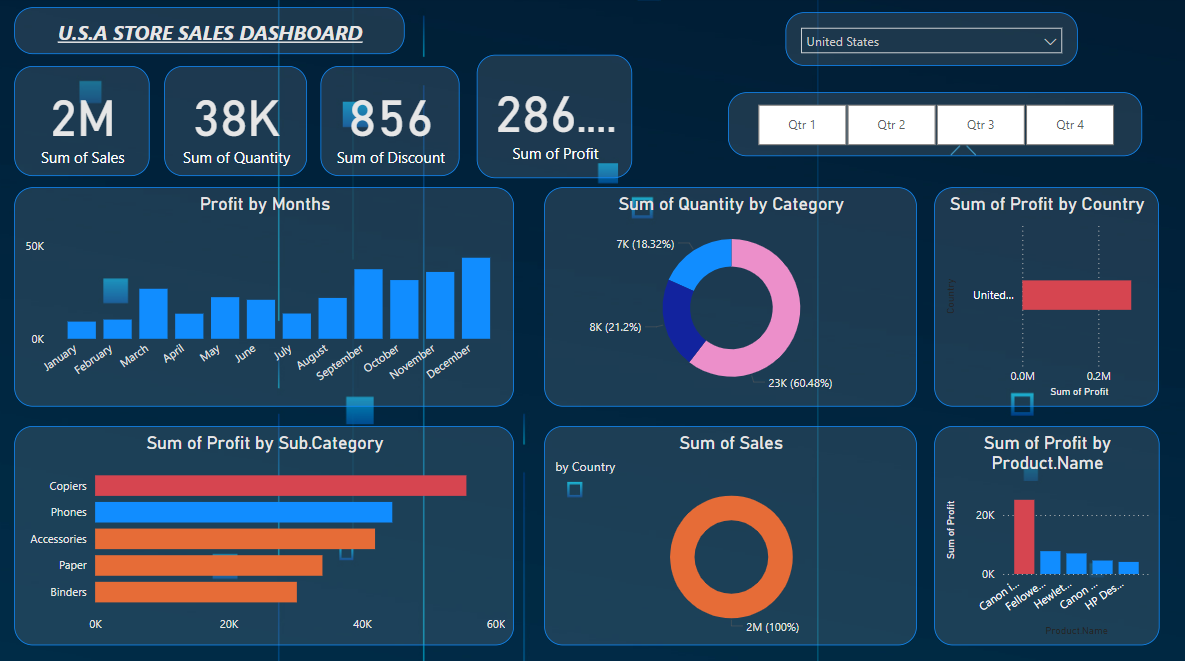 U.S.A STORE SALES DASHBOARD
United States
2M
Sum of Sales
38K
Sum of Quantity
856
Sum of Discount
286....
Sum of Profit
Qtr 1
Qtr 2
Qtr 3
Qtr 4
Profit by Months
50K
0K
January
February
March
April
May
June
July
August
September
October
November
December
Sum of Quantity by Category
7K (18.32%)
8K (21.2%)
23K (60.48%)
Sum of Profit by Country
Country
United...
0.0M
0.2M
Sum of Profit
Sum of Profit by Sub.Category
Copiers
Phones
Accessories
Paper
Binders
0K
20K
40K
60K
Sum of Sales
by Country
2M (100%)
Sum of Profit by
Product.Name
Sum of Profit
20K
0K
Canon i...
Fellowe...
Hewlet...
Canon ...
HP Des...
Product.Name